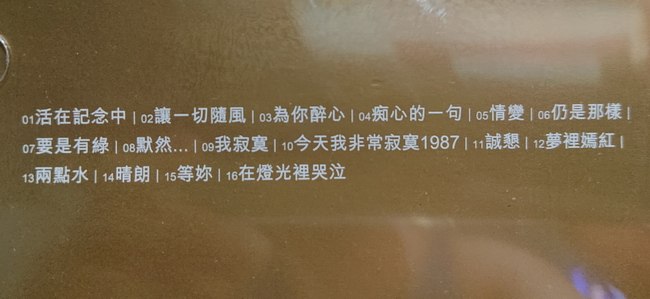 01活在記念中 | 02讓一切隨風 | 03為你醉心 | 04痴心的一句 | 05情變 | 06仍是那樣 |
07要是有綠 | 08默然... | 09我寂寞 | 10今天我非常寂寞1987 | 11誠懇 | 12夢裡嫣紅 |
13兩點水 | 14晴朗 | 15等妳 | 16在燈光裡哭泣